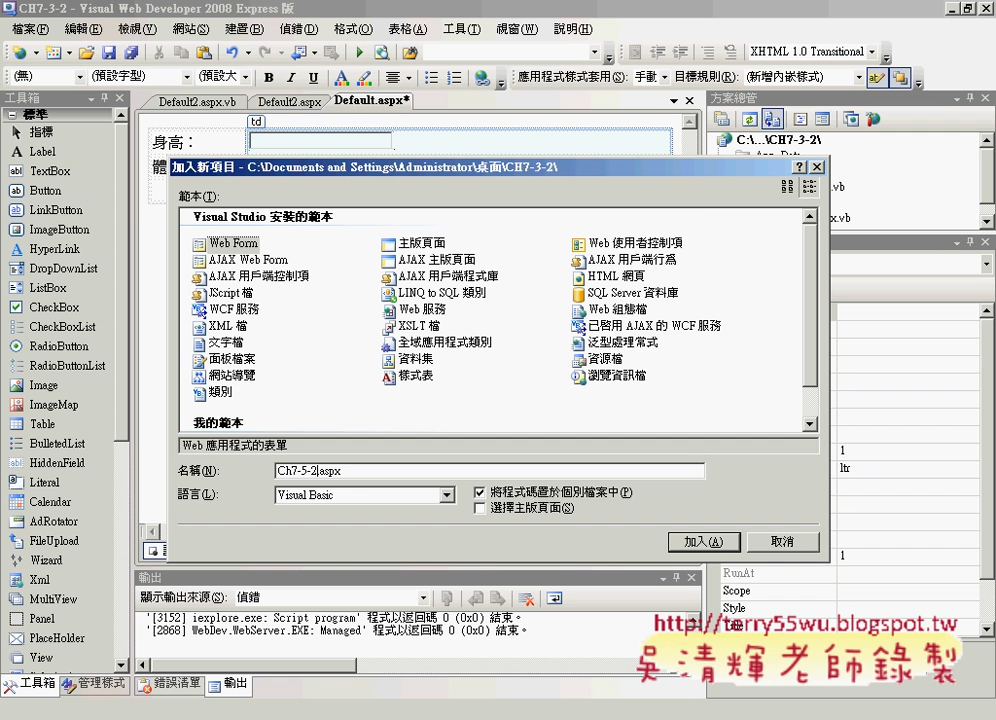 CH7-3-2 - Visual Web Developer 2008 Express 版
檔案(F) 編輯(E) 檢視(V) 網站(S) 建置(B) 偵錯(D) 格式(O) 表格(A) 工具(T) 視窗(W) 說明(H)
XHTML 1.0 Transitional
(無) (預設字型) (預設大 B I U A 應用程式樣式套用(S): 手動 目標規則(R): (新增內嵌樣式)
工具箱
標準
指標
Label
TextBox
Button
LinkButton
ImageButton
HyperLink
DropDownList
ListBox
CheckBox
CheckBoxList
RadioButton
RadioButtonList
Image
ImageMap
Table
BulletedList
HiddenField
Literal
Calendar
AdRotator
FileUpload
Wizard
Xml
MultiView
Panel
PlaceHolder
View
工具箱 管理樣式
Default2.aspx.vb Default2.aspx Default.aspx*
td
身高：
體
方案總管
C:\...\CH7-3-2\
App_Data
.vb
x.vb
加入新項目 - C:\Documents and Settings\Administrator\桌面\CH7-3-2\
範本(T):
Visual Studio 安裝的範本
Web Form 主版頁面 Web 使用者控制項
AJAX Web Form AJAX 主版頁面 AJAX 用戶端行為
AJAX 用戶端控制項 AJAX 用戶端程式庫 HTML 網頁
JScript 檔 LINQ to SQL 類別 SQL Server 資料庫
WCF 服務 Web 服務 Web 組態檔
XML 檔 XSLT 檔 已啟用 AJAX 的 WCF 服務
文字檔 全域應用程式類別 泛型處理常式
面板檔案 資料集 資源檔
網站導覽 樣式表 瀏覽資訊檔
類別
我的範本
Web 應用程式的表單
名稱(N): Ch7-5-2.aspx
語言(L): Visual Basic
將程式碼置於個別檔案中(P)
選擇主版頁面(S)
加入(A) 取消
1
ltr
1
RunAt
Scope
Style
輸出
顯示輸出來源(S): 偵錯
'[3152] iexplore.exe: Script program' 程式以返回碼 0 (0x0) 結束。
'[2868] WebDev.WebServer.EXE: Managed' 程式以返回碼 0 (0x0) 結束。
錯誤清單 輸出
http://terry55wu.blogspot.tw
吳清輝老師錄製